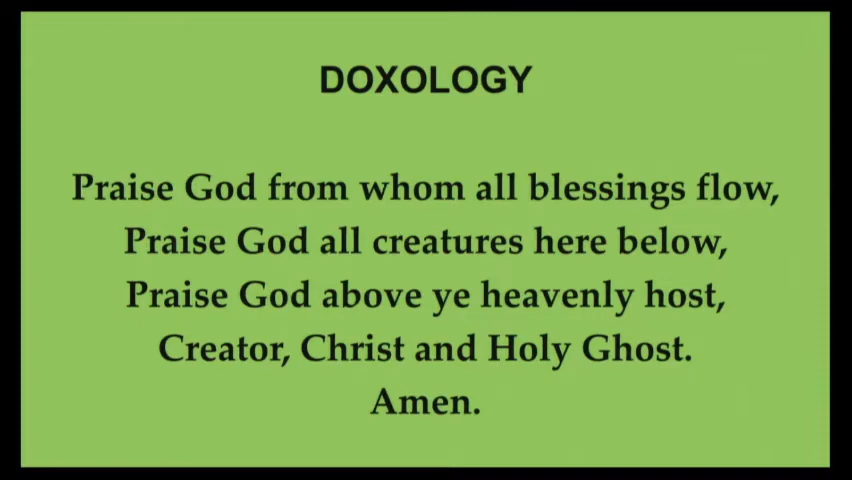 DOXOLOGY
Praise God from whom all blessings flow,
Praise God all creatures here below,
Praise God above ye heavenly host,
Creator, Christ and Holy Ghost.
Amen.